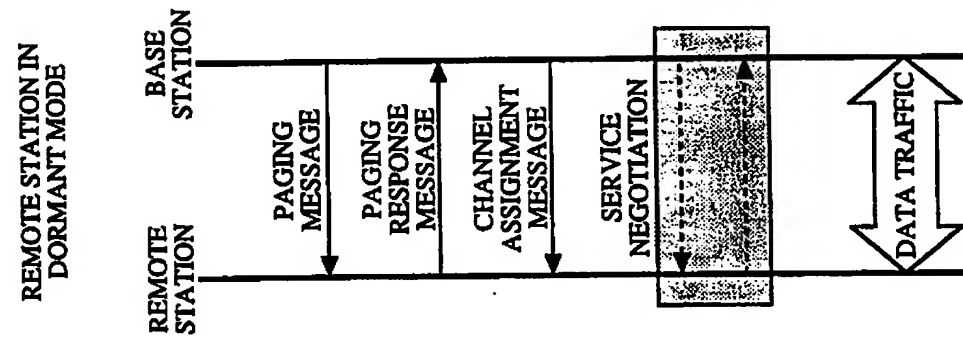 REMOTE STATION IN
DORMANT MODE
REMOTE
STATION
BASE
STATION
PAGING
MESSAGE
PAGING
RESPONSE
MESSAGE
CHANNEL
ASSIGNMENT
MESSAGE
SERVICE
NEGOTIATION
DATA TRAFFIC